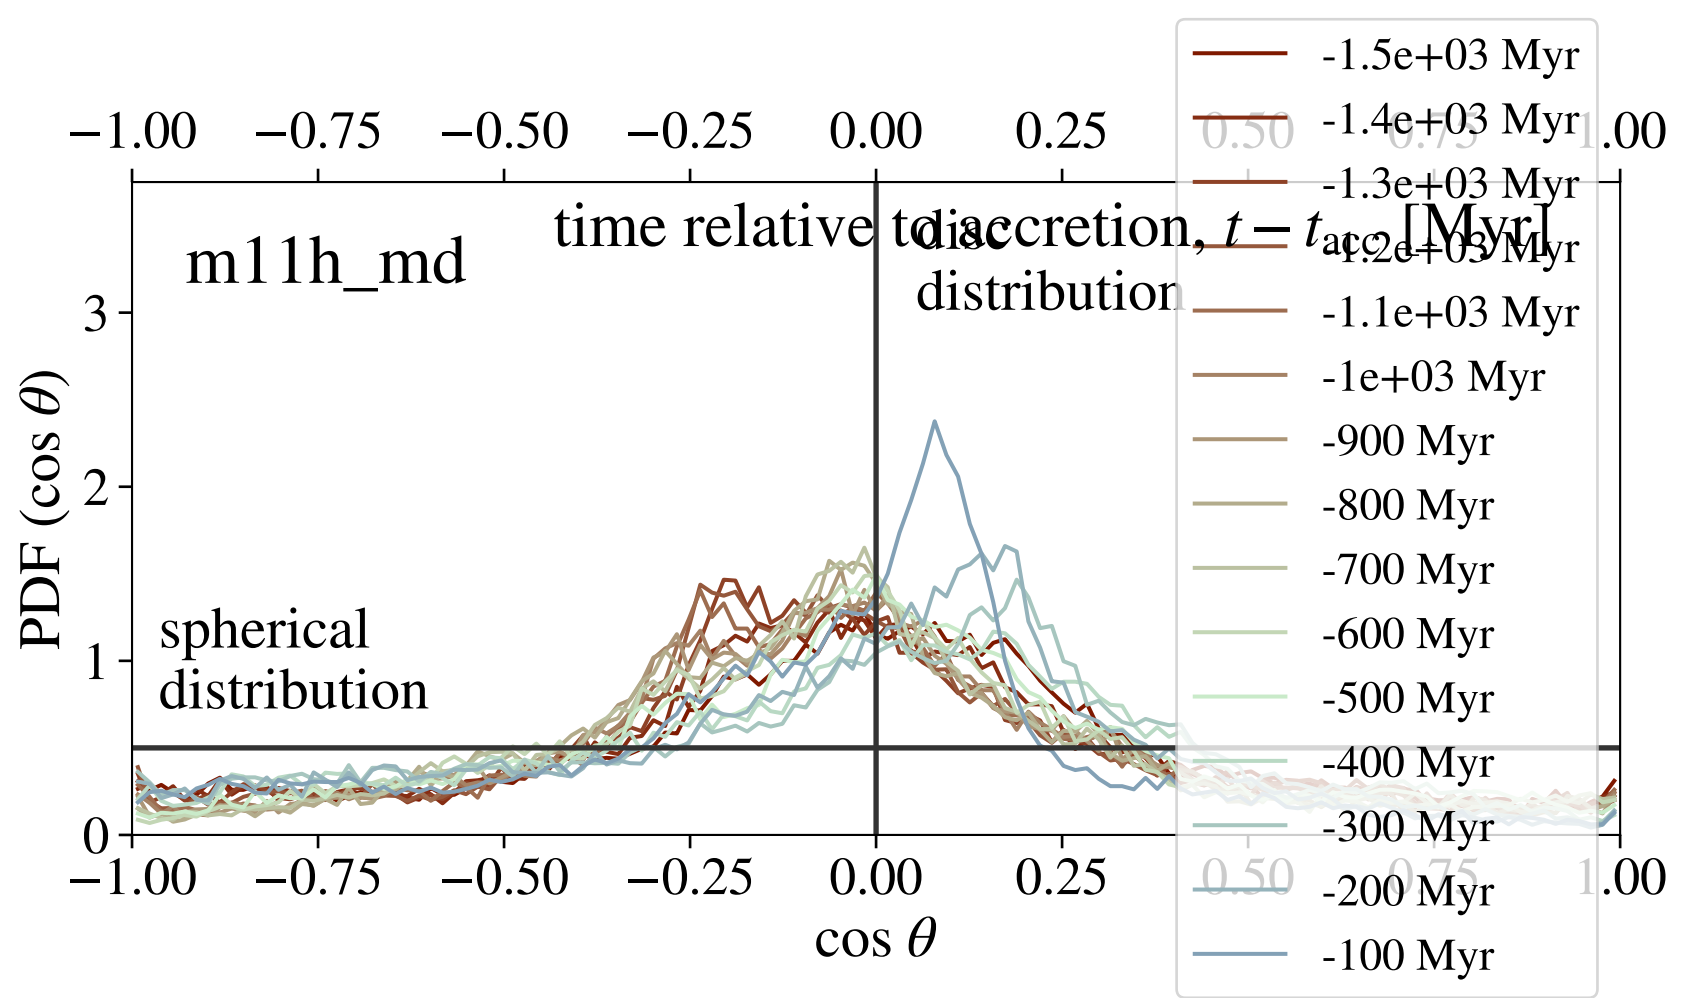 −1.00 −0.75 −0.50 −0.25 0.00 0.25 0.50 0.75 1.00
time relative to accretion, t − tacc [Myr]
m11h_md
disc
distribution
spherical
distribution
PDF (cos θ)
3
2
1
0
−1.00 −0.75 −0.50 −0.25 0.00 0.25 0.50 0.75 1.00
cos θ
-1.5e+03 Myr
-1.4e+03 Myr
-1.3e+03 Myr
-1.2e+03 Myr
-1.1e+03 Myr
-1e+03 Myr
-900 Myr
-800 Myr
-700 Myr
-600 Myr
-500 Myr
-400 Myr
-300 Myr
-200 Myr
-100 Myr